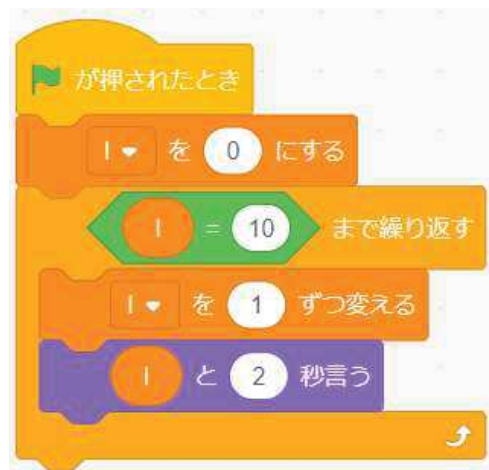 が押されたとき
I を 0 にする
I = 10 まで繰り返す
I を 1 ずつ変える
I と 2 秒言う